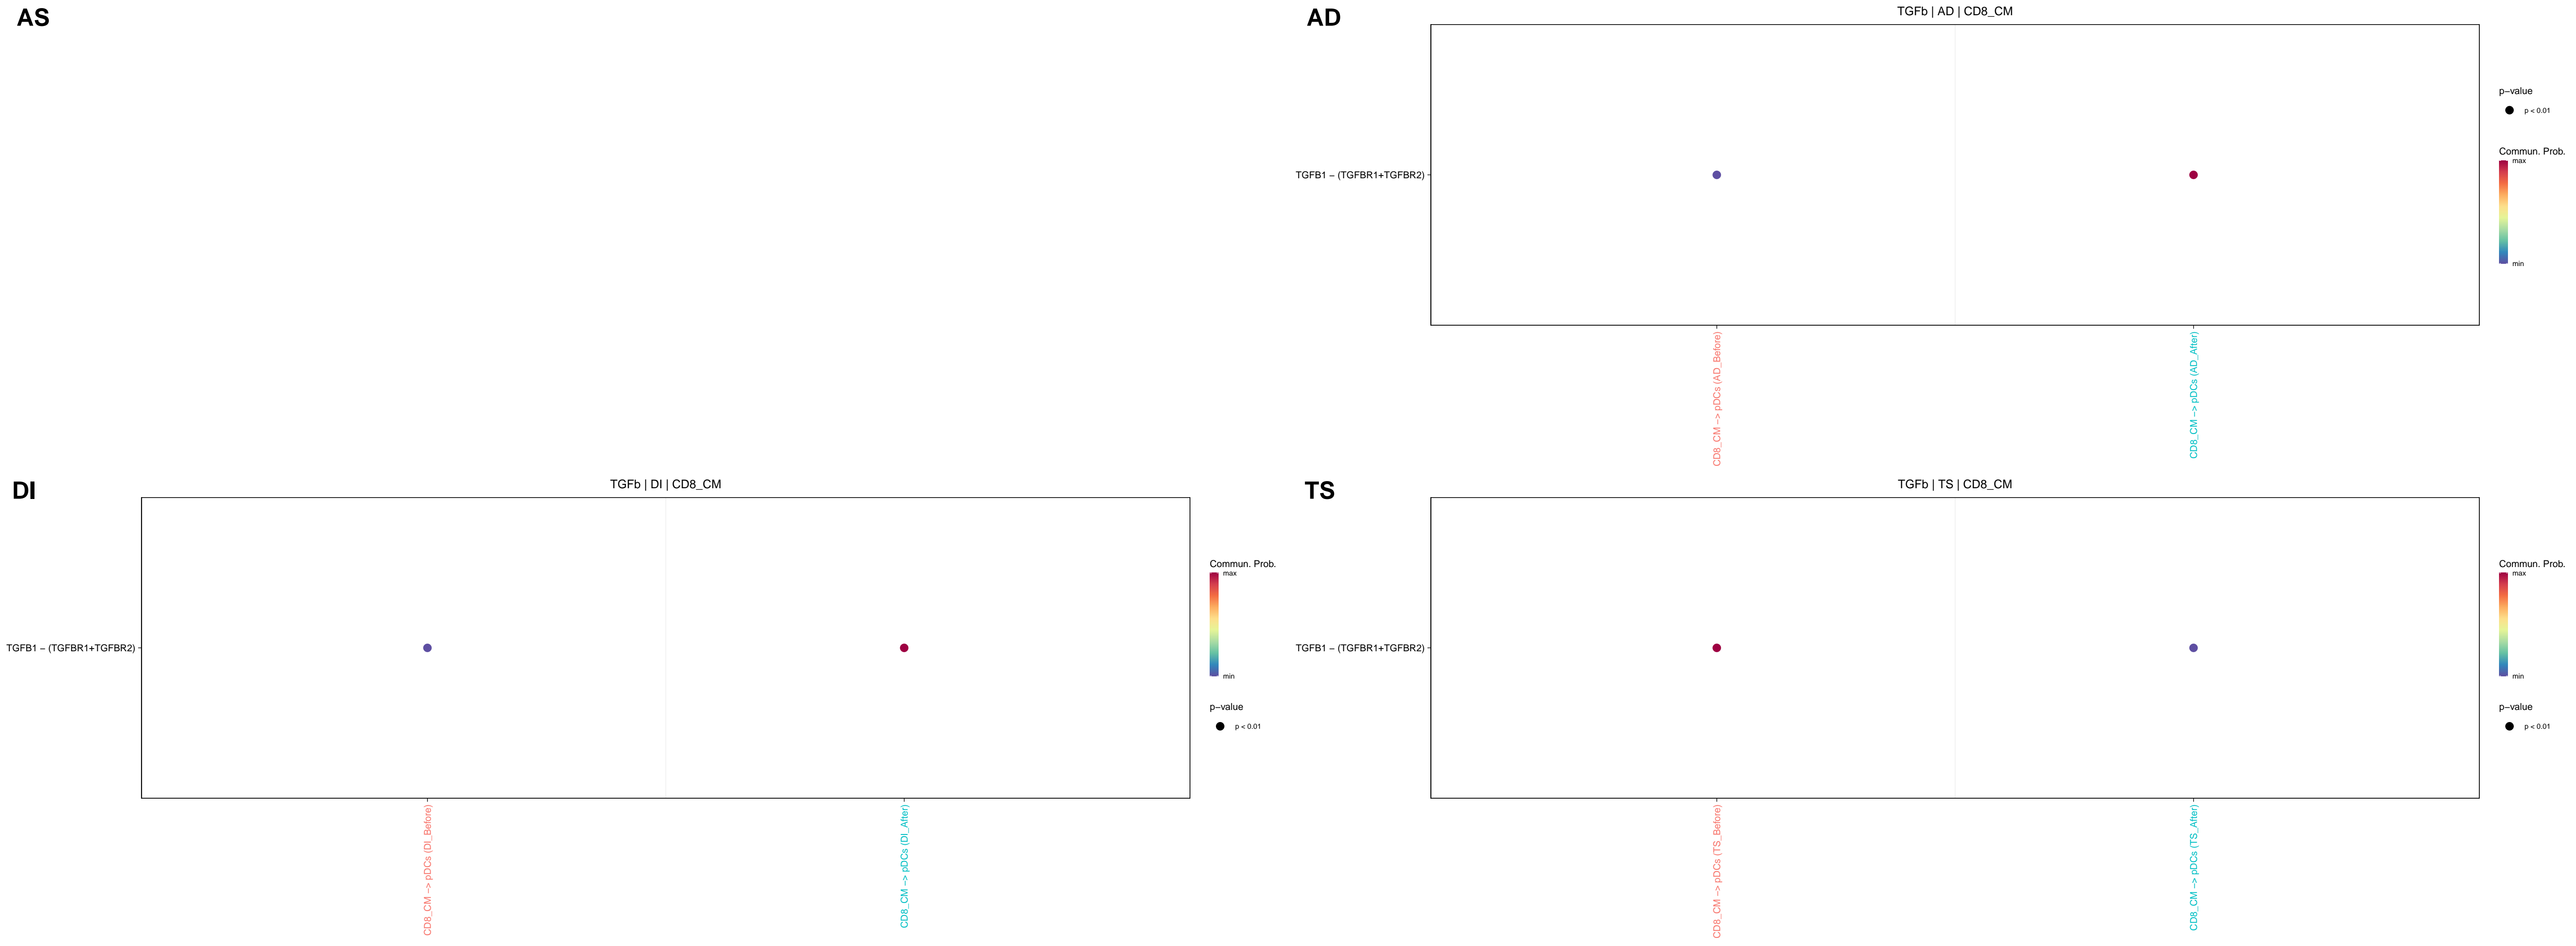 AS
AD
TGFb | AD | CD8_CM
TGFB1 − (TGFBR1+TGFBR2)
CD8_CM −> pDCs (AD_Before)
CD8_CM −> pDCs (AD_After)
p−value
p < 0.01
Commun. Prob.
max
min
DI
TGFb | DI | CD8_CM
TGFB1 − (TGFBR1+TGFBR2)
CD8_CM −> pDCs (DI_Before)
CD8_CM −> pDCs (DI_After)
Commun. Prob.
max
min
p−value
p < 0.01
TS
TGFb | TS | CD8_CM
TGFB1 − (TGFBR1+TGFBR2)
CD8_CM −> pDCs (TS_Before)
CD8_CM −> pDCs (TS_After)
Commun. Prob.
max
min
p−value
p < 0.01